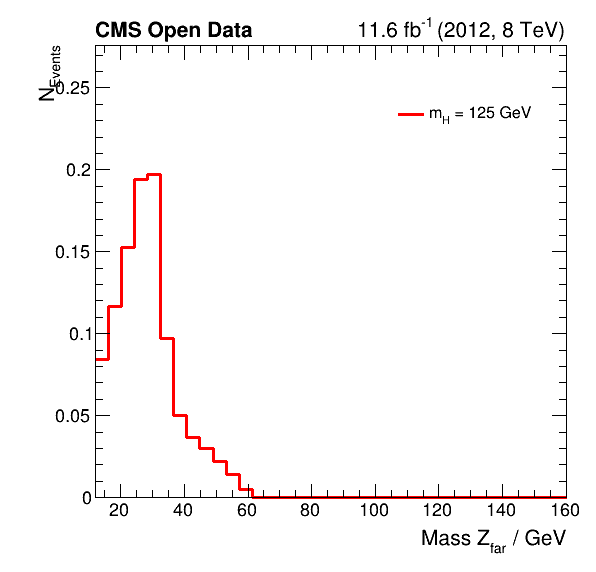 CMS Open Data
11.6 fb⁻¹ (2012, 8 TeV)
N_Events
m_H = 125 GeV
0.25
0.2
0.15
0.1
0.05
0
20 40 60 80 100 120 140 160
Mass Z_far / GeV